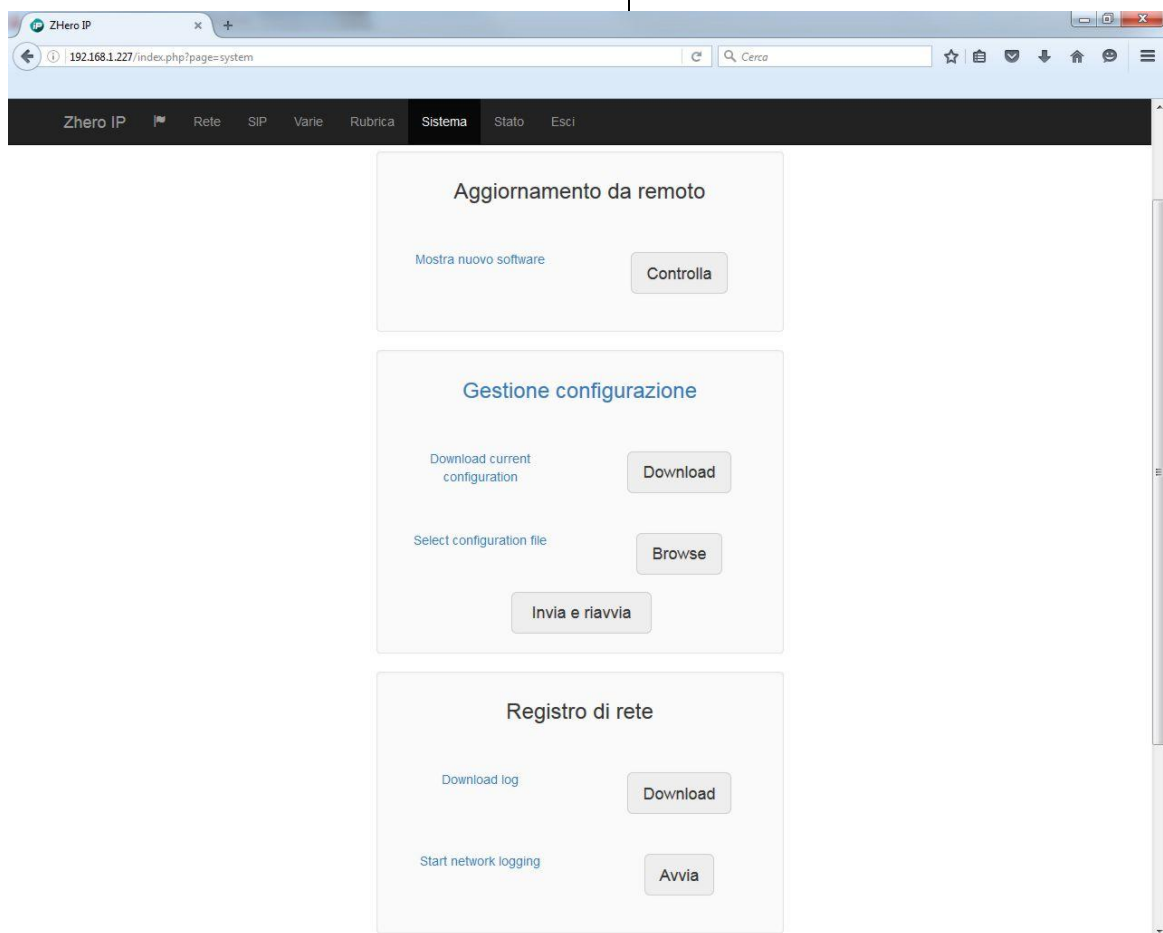 ZHero IP
192.168.1.227/index.php?page=system
Cerca
Zhero IP Rete SIP Varie Rubrica Sistema Stato Esci
Aggiornamento da remoto
Mostra nuovo software
Controlla
Gestione configurazione
Download current
configuration
Download
Select configuration file
Browse
Invia e riavvia
Registro di rete
Download log
Download
Start network logging
Avvia